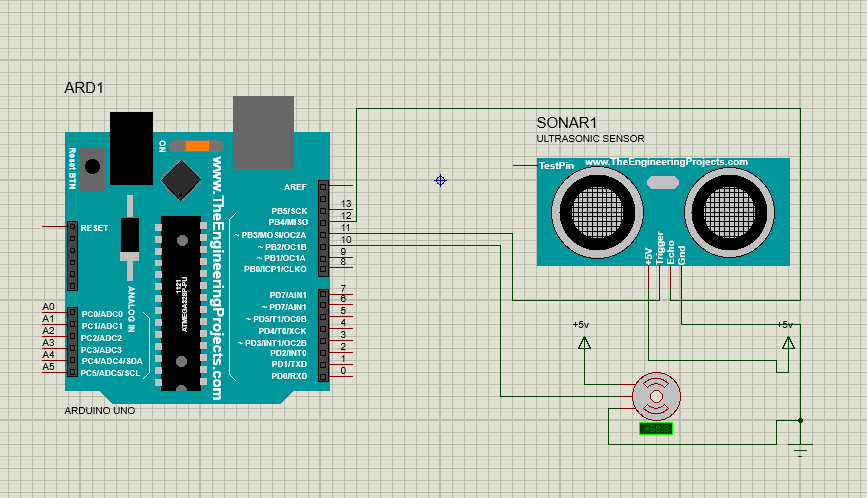 ARD1
ON
Reset BTN
www.TheEngineeringProjects.com
AREF
13
PB5/SCK
12
PB4/MISO
11
~ PB3/MOSI/OC2A
10
~ PB2/OC1B
9
~ PB1/OC1A
8
PB0/ICP1/CLKO
RESET
1121
ATMEGA328P-PU
ANALOG IN
A0
PC0/ADC0
A1
PC1/ADC1
A2
PC2/ADC2
A3
PC3/ADC3
A4
PC4/ADC4/SDA
A5
PC5/ADC5/SCL
7
PD7/AIN1
6
~ PD7/AIN1
5
~ PD5/T1/OC0B
4
PD4/T0/XCK
3
~ PD3/INT1/OC2B
2
PD2/INT0
1
PD1/TXD
0
PD0/RXD
ARDUINO UNO
SONAR1
ULTRASONIC SENSOR
TestPin
www.TheEngineeringProjects.com
+5V
Trigger
Echo
Gnd
+5v
+5v
+88.8